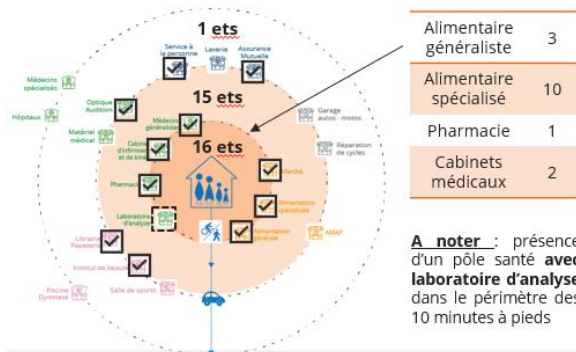 1 ets
Service à
la personne
Laverie
Assurance
Mutuelle
Médecins
spécialisés
Optique
Audition
15 ets
Garage
autos - motos
Hôpitaux
Matériel
médical
Médecins
généralistes
16 ets
Réparation
de cycles
Cabinet
d'infirmier
et de kiné
Marché
Pharmacie
Alimentation
spécialisée
Laboratoire
d'analyse
Alimentation
générale
AMAP
Librairie
Papeterie
Institut de beauté
Piscine
Gymnase
Salle de sports
Alimentaire
généraliste 3
Alimentaire
spécialisé 10
Pharmacie 1
Cabinets
médicaux 2
A noter : présence
d'un pôle santé avec
laboratoire d'analyse
dans le périmètre des
10 minutes à pieds